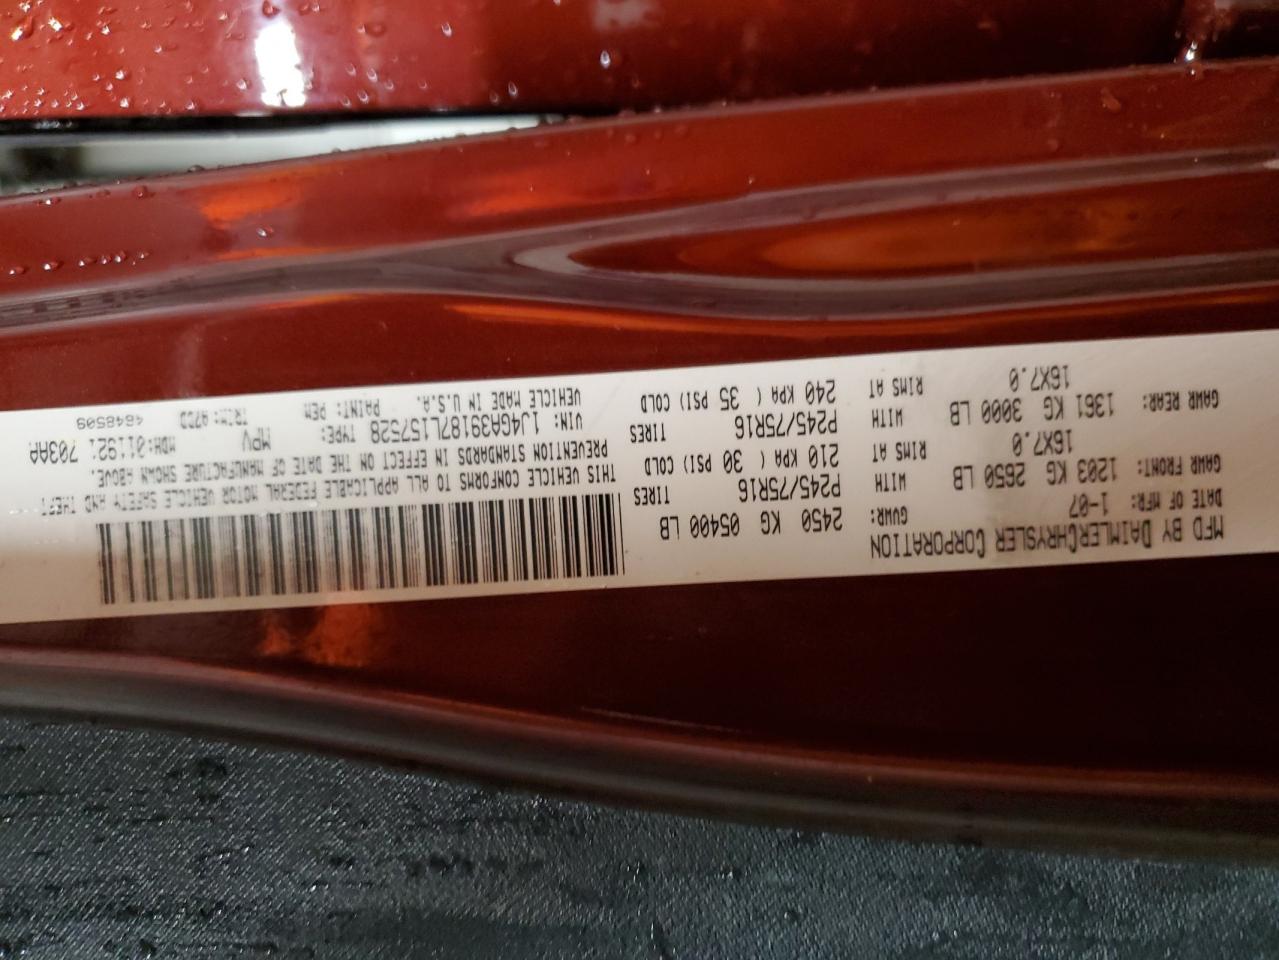 MFD BY DAIMLERCHRYSLER CORPORATION
DATE OF MFR: 1-07 GVWR: 2450 KG 05400 LB
GAWR FRONT: 1203 KG 2650 LB WITH P245/75R16 TIRES
16X7.0 RIMS AT 210 KPA ( 30 PSI) COLD
GAWR REAR: 1361 KG 3000 LB WITH P245/75R16 TIRES
16X7.0 RIMS AT 240 KPA ( 35 PSI) COLD
THIS VEHICLE CONFORMS TO ALL APPLICABLE FEDERAL MOTOR VEHICLE SAFETY AND THEFT
PREVENTION STANDARDS IN EFFECT ON THE DATE OF MANUFACTURE SHOWN ABOVE.
VIN: 1J4GA39187L157528 TYPE: MPV MDH:011921 703AA
VEHICLE MADE IN U.S.A. PAINT: PEM TRIM: A7DD 4648509